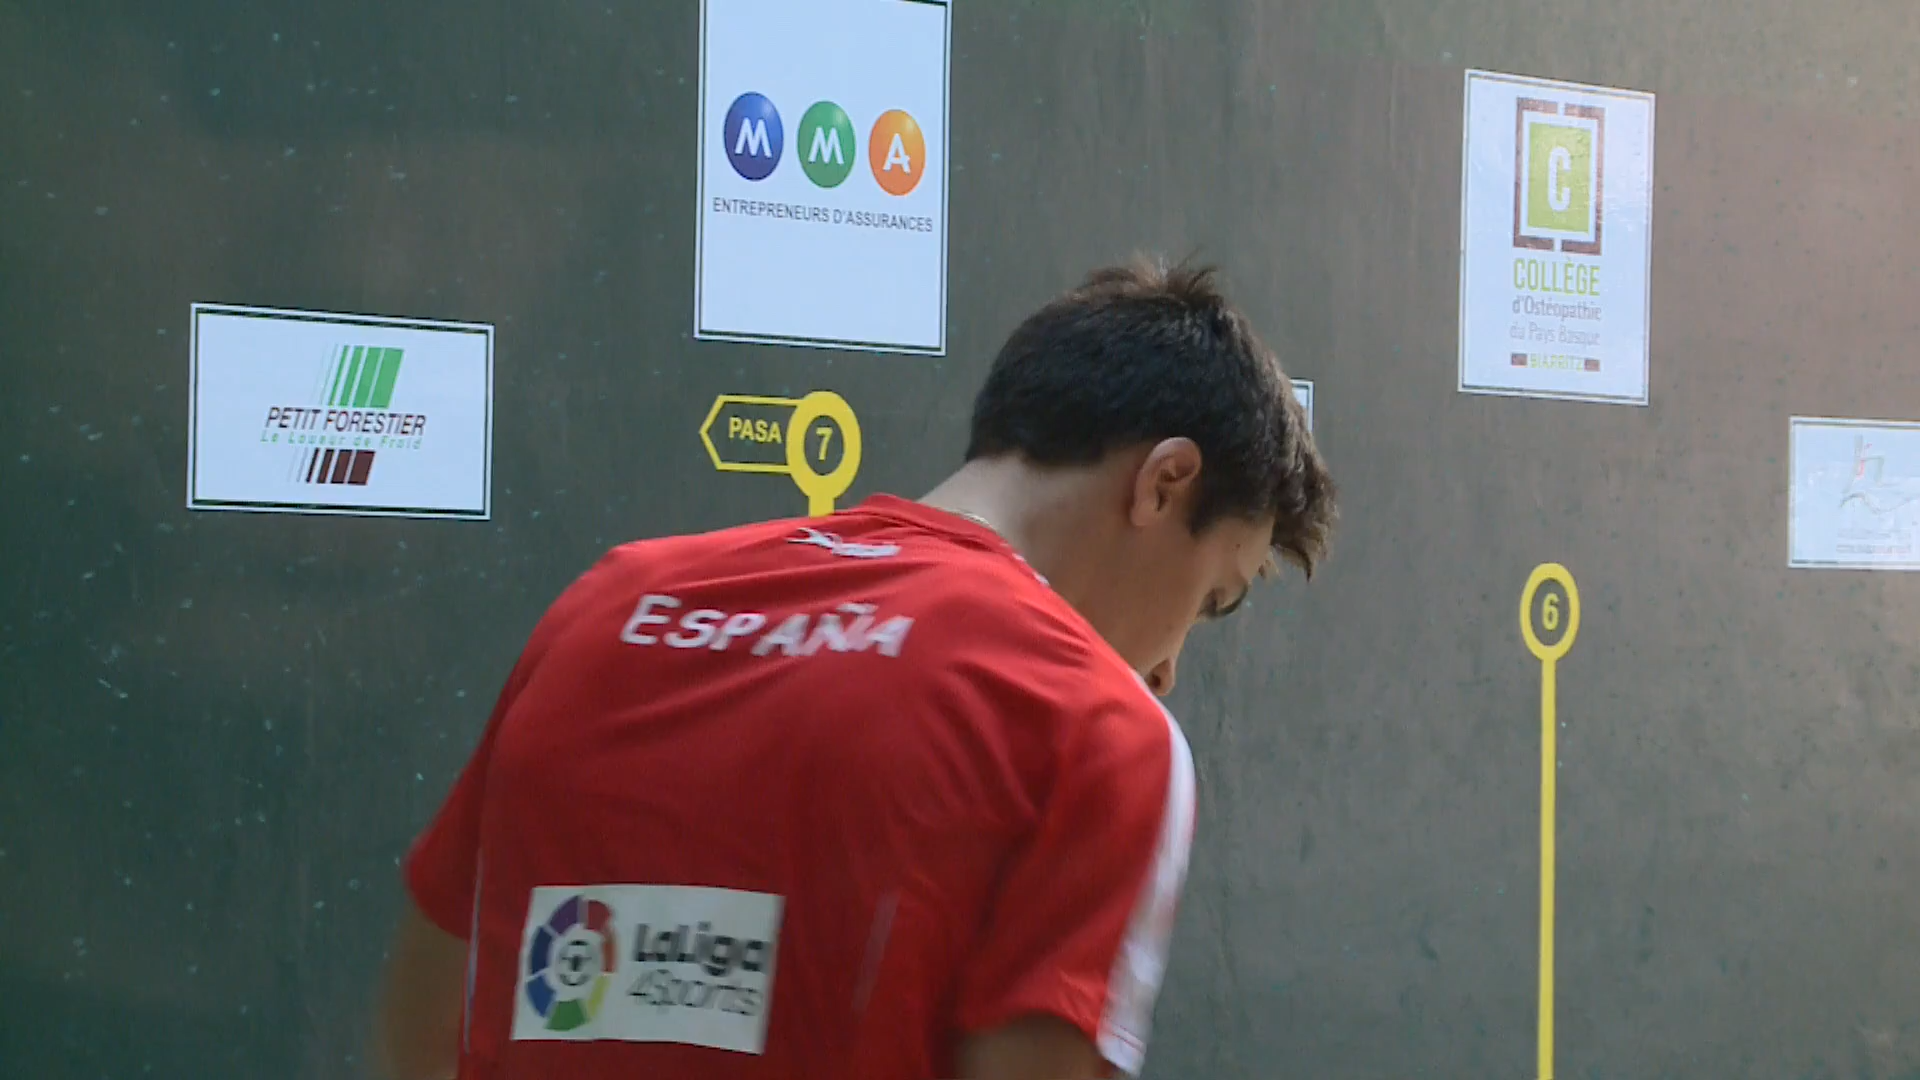 M M A
ENTREPRENEURS D'ASSURANCES
C
COLLÈGE
d'Ostéopathie
du Pays Basque
BIARRITZ
PETIT FORESTIER
Le Loueur de Froid
PASA 7
6
ESPAÑA
LaLiga
4Sports